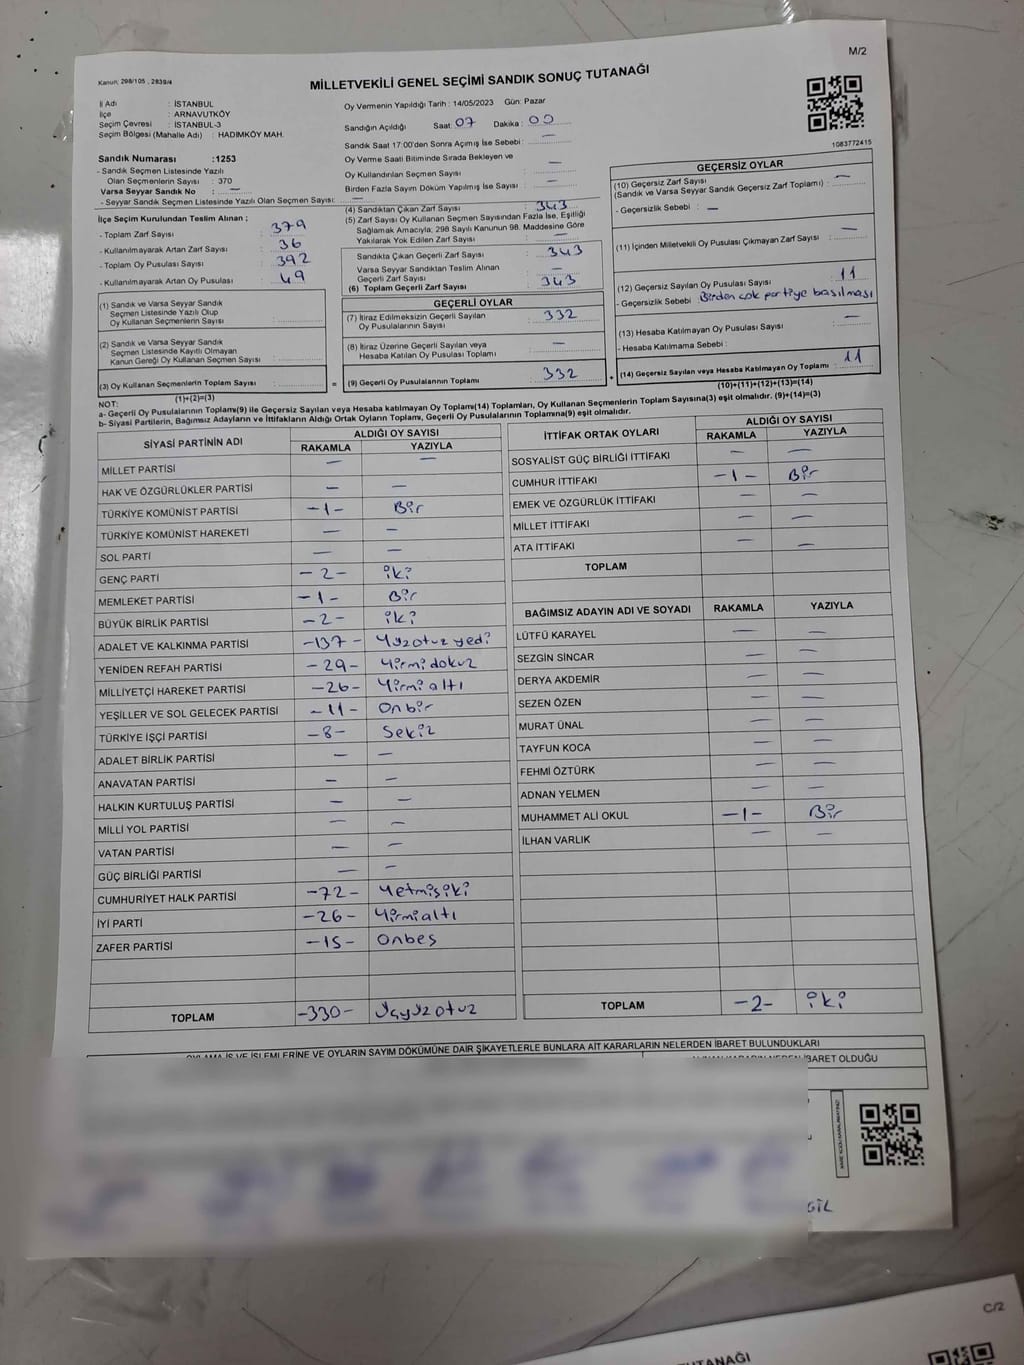 M/2
Kanun; 298/105 , 2839/4
MİLLETVEKİLİ GENEL SEÇİMİ SANDIK SONUÇ TUTANAĞI
İl Adı : İSTANBUL
İlçe : ARNAVUTKÖY
Seçim Çevresi : İSTANBUL-3
Seçim Bölgesi (Mahalle Adı) : HADIMKÖY MAH.
Sandık Numarası :1253
- Sandık Seçmen Listesinde Yazılı
Olan Seçmenlerin Sayısı : 370
Varsa Seyyar Sandık No : —
- Seyyar Sandık Seçmen Listesinde Yazılı Olan Seçmen Sayısı: —
Oy Vermenin Yapıldığı Tarih : 14/05/2023 Gün: Pazar
Sandığın Açıldığı Saat: 07 Dakika : 00
Sandık Saat 17:00'den Sonra Açımış İse Sebebi : —
Oy Verme Saati Bitiminde Sırada Bekleyen ve
Oy Kullandırılan Seçmen Sayısı : —
Birden Fazla Sayım Döküm Yapılmış İse Sayısı : —
1083772415
İlçe Seçim Kurulundan Teslim Alınan ;
- Toplam Zarf Sayısı : 379
- Kullanılmayarak Artan Zarf Sayısı : 36
- Toplam Oy Pusulası Sayısı : 392
- Kullanılmayarak Artan Oy Pusulası : 49
(1) Sandık ve Varsa Seyyar Sandık
Seçmen Listesinde Yazılı Olup
Oy Kullanan Seçmenlerin Sayısı :
(2) Sandık ve Varsa Seyyar Sandık
Seçmen Listesinde Kayıtlı Olmayan
Kanun Gereği Oy Kullanan Seçmen Sayısı :
(3) Oy Kullanan Seçmenlerin Toplam Sayısı :
(1)+(2)=(3)
(4) Sandıktan Çıkan Zarf Sayısı : 343
(5) Zarf Sayısı Oy Kullanan Seçmen Sayısından Fazla İse, Eşitliği
Sağlamak Amacıyla; 298 Sayılı Kanunun 98. Maddesine Göre
Yakılarak Yok Edilen Zarf Sayısı : —
Sandıkta Çıkan Geçerli Zarf Sayısı : 343
Varsa Seyyar Sandıktan Teslim Alınan
Geçerli Zarf Sayısı : —
(6) Toplam Geçerli Zarf Sayısı : 343
GEÇERLİ OYLAR
(7) İtiraz Edilmeksizin Geçerli Sayılan
Oy Pusulalarının Sayısı : 332
(8) İtiraz Üzerine Geçerli Sayılan veya
Hesaba Katılan Oy Pusulası Toplamı : —
= (9) Geçerli Oy Pusulalarının Toplamı : 332 +
GEÇERSİZ OYLAR
(10) Geçersiz Zarf Sayısı
(Sandık ve Varsa Seyyar Sandık Geçersiz Zarf Toplamı) : —
- Geçersizlik Sebebi : —
(11) İçinden Milletvekili Oy Pusulası Çıkmayan Zarf Sayısı : —
(12) Geçersiz Sayılan Oy Pusulası Sayısı : 11
- Geçersizlik Sebebi : Birden çok partiye basılması
(13) Hesaba Katılmayan Oy Pusulası Sayısı : —
- Hesaba Katılmama Sebebi :
(14) Geçersiz Sayılan veya Hesaba Katılmayan Oy Toplamı : 11
(10)+(11)+(12)+(13)=(14)
NOT:
a- Geçerli Oy Pusulalarının Toplamı(9) ile Geçersiz Sayılan veya Hesaba katılmayan Oy Toplamı(14) Toplamları, Oy Kullanan Seçmenlerin Toplam Sayısına(3) eşit olmalıdır. (9)+(14)=(3)
b- Siyasi Partilerin, Bağımsız Adayların ve İttifakların Aldığı Ortak Oyların Toplamı, Geçerli Oy Pusulalarının Toplamına(9) eşit olmalıdır.
SİYASİ PARTİNİN ADI ALDIĞI OY SAYISI
RAKAMLA YAZIYLA
MİLLET PARTİSİ — —
HAK VE ÖZGÜRLÜKLER PARTİSİ — —
TÜRKİYE KOMÜNİST PARTİSİ -1- Bir
TÜRKİYE KOMÜNİST HAREKETİ — —
SOL PARTİ — —
GENÇ PARTİ -2- iki
MEMLEKET PARTİSİ -1- Bir
BÜYÜK BİRLİK PARTİSİ -2- iki
ADALET VE KALKINMA PARTİSİ -137- Yüzotuz yedi
YENİDEN REFAH PARTİSİ -29- Yirmi dokuz
MİLLİYETÇİ HAREKET PARTİSİ -26- Yirmi altı
YEŞİLLER VE SOL GELECEK PARTİSİ -11- Onbir
TÜRKİYE İŞÇİ PARTİSİ -8- Sekiz
ADALET BİRLİK PARTİSİ — —
ANAVATAN PARTİSİ — —
HALKIN KURTULUŞ PARTİSİ — —
MİLLİ YOL PARTİSİ — —
VATAN PARTİSİ — —
GÜÇ BİRLİĞİ PARTİSİ — —
CUMHURİYET HALK PARTİSİ -72- Yetmişiki
İYİ PARTİ -26- Yirmialtı
ZAFER PARTİSİ -15- Onbeş
TOPLAM -330- Üçyüzotuz
İTTİFAK ORTAK OYLARI ALDIĞI OY SAYISI
RAKAMLA YAZIYLA
SOSYALİST GÜÇ BİRLİĞİ İTTİFAKI — —
CUMHUR İTTİFAKI -1- Bir
EMEK VE ÖZGÜRLÜK İTTİFAKI — —
MİLLET İTTİFAKI — —
ATA İTTİFAKI — —
TOPLAM
BAĞIMSIZ ADAYIN ADI VE SOYADI RAKAMLA YAZIYLA
LÜTFÜ KARAYEL — —
SEZGİN SİNCAR — —
DERYA AKDEMİR — —
SEZEN ÖZEN — —
MURAT ÜNAL — —
TAYFUN KOCA — —
FEHMİ ÖZTÜRK — —
ADNAN YELMEN — —
MUHAMMET ALİ OKUL -1- Bir
İLHAN VARLIK — —
TOPLAM -2- iki
OYLAMA İŞ VE İŞLEMLERİNE VE OYLARIN SAYIM DÖKÜMÜNE DAİR ŞİKAYETLERLE BUNLARA AİT KARARLARIN NELERDEN İBARET BULUNDUKLARI
İBARET OLDUĞU
GİL
C/2
TUTANAĞI